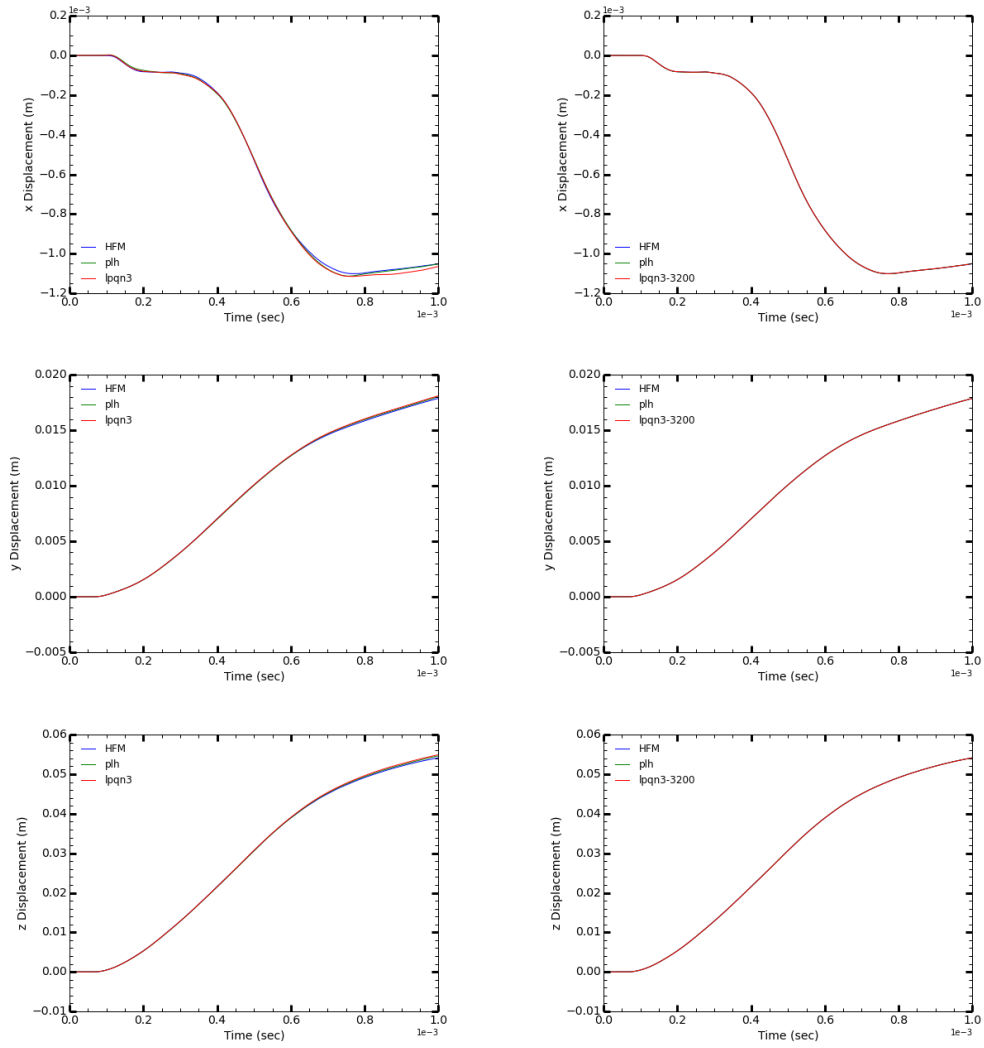 1e−3
0.2
0.0
−0.2
−0.4
−0.6
−0.8
−1.0
−1.2
x Displacement (m)
HFM
plh
lpqn3
0.0 0.2 0.4 0.6 0.8 1.0
Time (sec)
1e−3
1e−3
0.2
0.0
−0.2
−0.4
−0.6
−0.8
−1.0
−1.2
x Displacement (m)
HFM
plh
lpqn3-3200
0.0 0.2 0.4 0.6 0.8 1.0
Time (sec)
1e−3
0.020
0.015
0.010
0.005
0.000
−0.005
y Displacement (m)
HFM
plh
lpqn3
0.0 0.2 0.4 0.6 0.8 1.0
Time (sec)
1e−3
0.020
0.015
0.010
0.005
0.000
−0.005
y Displacement (m)
HFM
plh
lpqn3-3200
0.0 0.2 0.4 0.6 0.8 1.0
Time (sec)
1e−3
0.06
0.05
0.04
0.03
0.02
0.01
0.00
−0.01
z Displacement (m)
HFM
plh
lpqn3
0.0 0.2 0.4 0.6 0.8 1.0
Time (sec)
1e−3
0.06
0.05
0.04
0.03
0.02
0.01
0.00
−0.01
z Displacement (m)
HFM
plh
lpqn3-3200
0.0 0.2 0.4 0.6 0.8 1.0
Time (sec)
1e−3